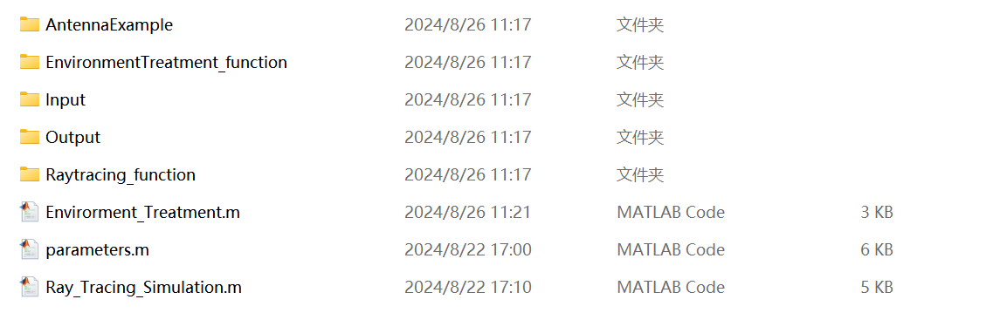 AntennaExample 2024/8/26 11:17 文件夹
EnvironmentTreatment_function 2024/8/26 11:17 文件夹
Input 2024/8/26 11:17 文件夹
Output 2024/8/26 11:17 文件夹
Raytracing_function 2024/8/26 11:17 文件夹
Envirorment_Treatment.m 2024/8/26 11:21 MATLAB Code 3 KB
parameters.m 2024/8/22 17:00 MATLAB Code 6 KB
Ray_Tracing_Simulation.m 2024/8/22 17:10 MATLAB Code 5 KB